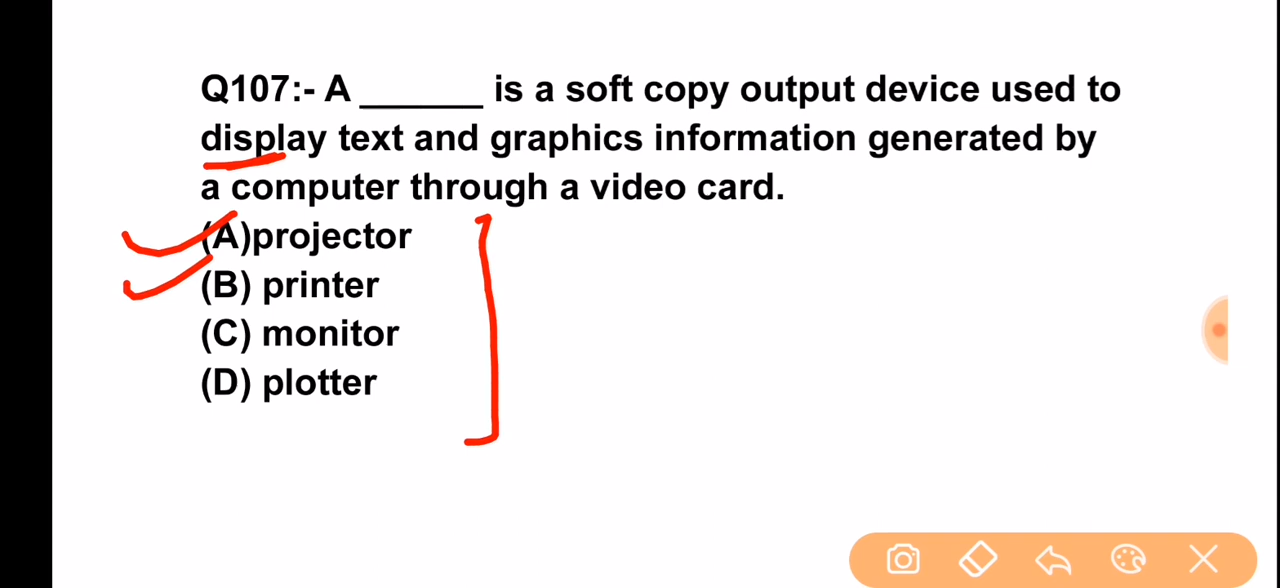 Q107:- A ______ is a soft copy output device used to
display text and graphics information generated by
a computer through a video card.
(A)projector
(B) printer
(C) monitor
(D) plotter